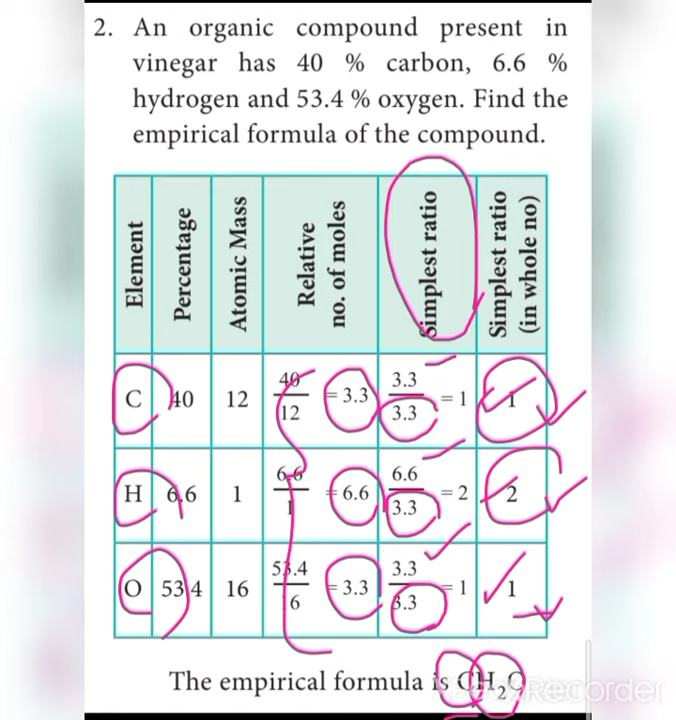 2. An organic compound present in
vinegar has 40 % carbon, 6.6 %
hydrogen and 53.4 % oxygen. Find the
empirical formula of the compound.
Element Percentage Atomic Mass Relative no. of moles Simplest ratio Simplest ratio (in whole no)
C 40 12 40/12 = 3.3 3.3/3.3 = 1 1
H 6.6 1 6.6/1 = 6.6 6.6/3.3 = 2 2
O 53.4 16 53.4/6 = 3.3 3.3/3.3 = 1 1
The empirical formula is CH₂O
Recorder